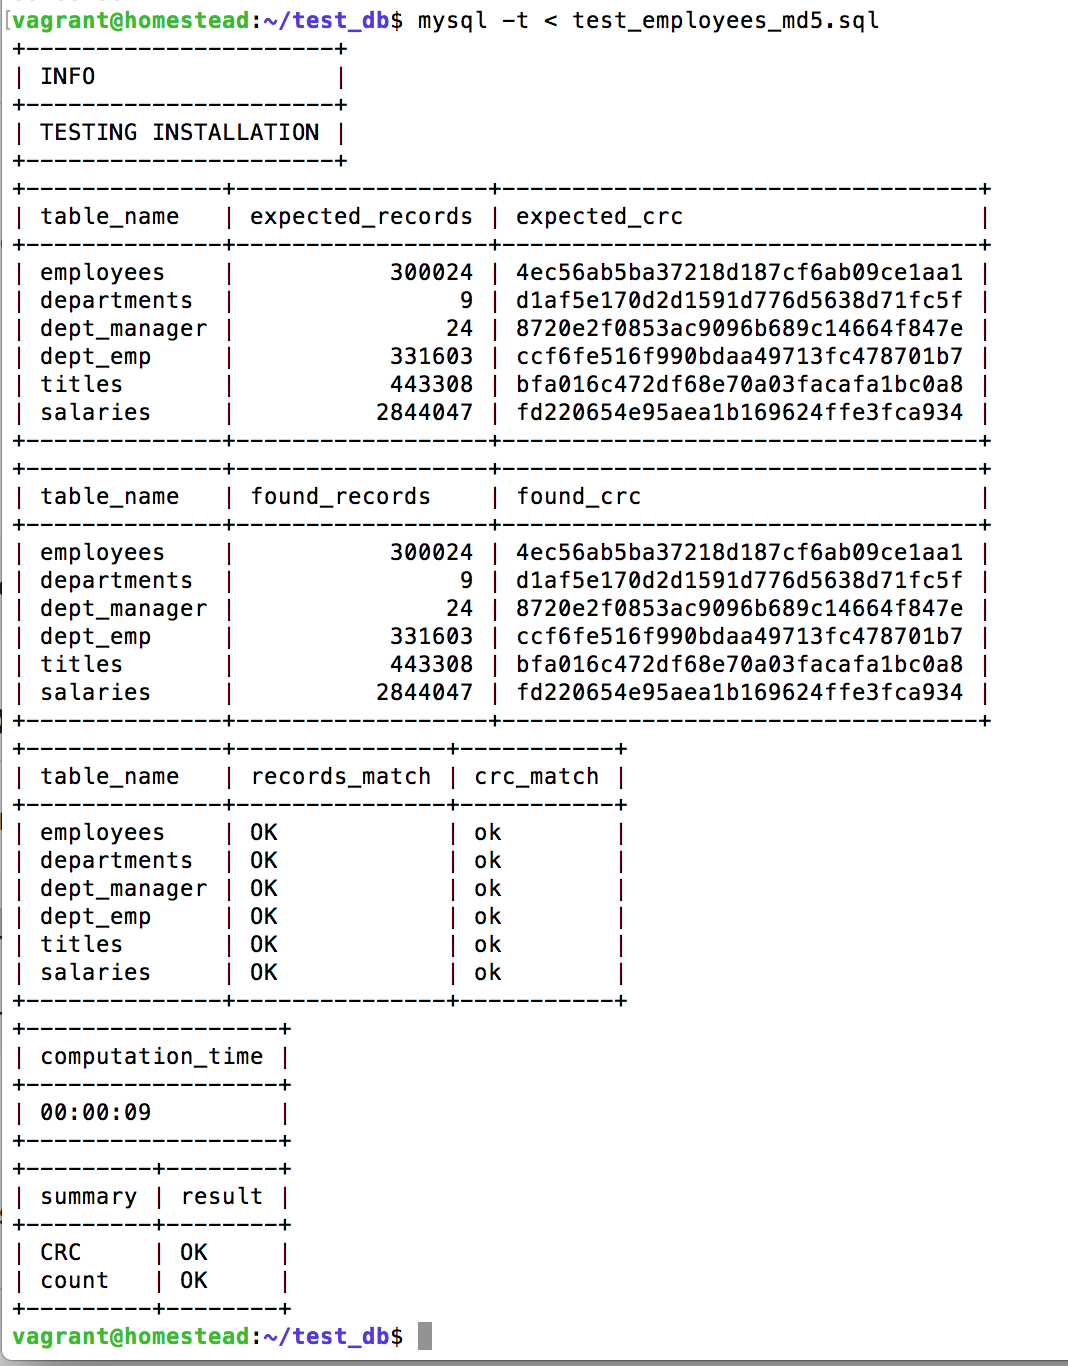 vagrant@homestead:~/test_db$ mysql -t < test_employees_md5.sql
+----------------------+
| INFO                 |
+----------------------+
| TESTING INSTALLATION |
+----------------------+
+--------------+------------------+----------------------------------+
| table_name   | expected_records | expected_crc                     |
+--------------+------------------+----------------------------------+
| employees    |           300024 | 4ec56ab5ba37218d187cf6ab09ce1aa1 |
| departments  |                9 | d1af5e170d2d1591d776d5638d71fc5f |
| dept_manager |               24 | 8720e2f0853ac9096b689c14664f847e |
| dept_emp     |           331603 | ccf6fe516f990bdaa49713fc478701b7 |
| titles       |           443308 | bfa016c472df68e70a03facafa1bc0a8 |
| salaries     |          2844047 | fd220654e95aea1b169624ffe3fca934 |
+--------------+------------------+----------------------------------+
+--------------+------------------+----------------------------------+
| table_name   | found_records    | found_crc                        |
+--------------+------------------+----------------------------------+
| employees    |           300024 | 4ec56ab5ba37218d187cf6ab09ce1aa1 |
| departments  |                9 | d1af5e170d2d1591d776d5638d71fc5f |
| dept_manager |               24 | 8720e2f0853ac9096b689c14664f847e |
| dept_emp     |           331603 | ccf6fe516f990bdaa49713fc478701b7 |
| titles       |           443308 | bfa016c472df68e70a03facafa1bc0a8 |
| salaries     |          2844047 | fd220654e95aea1b169624ffe3fca934 |
+--------------+------------------+----------------------------------+
+--------------+---------------+-----------+
| table_name   | records_match | crc_match |
+--------------+---------------+-----------+
| employees    | OK            | ok        |
| departments  | OK            | ok        |
| dept_manager | OK            | ok        |
| dept_emp     | OK            | ok        |
| titles       | OK            | ok        |
| salaries     | OK            | ok        |
+--------------+---------------+-----------+
+------------------+
| computation_time |
+------------------+
| 00:00:09         |
+------------------+
+---------+--------+
| summary | result |
+---------+--------+
| CRC     | OK     |
| count   | OK     |
+---------+--------+
vagrant@homestead:~/test_db$